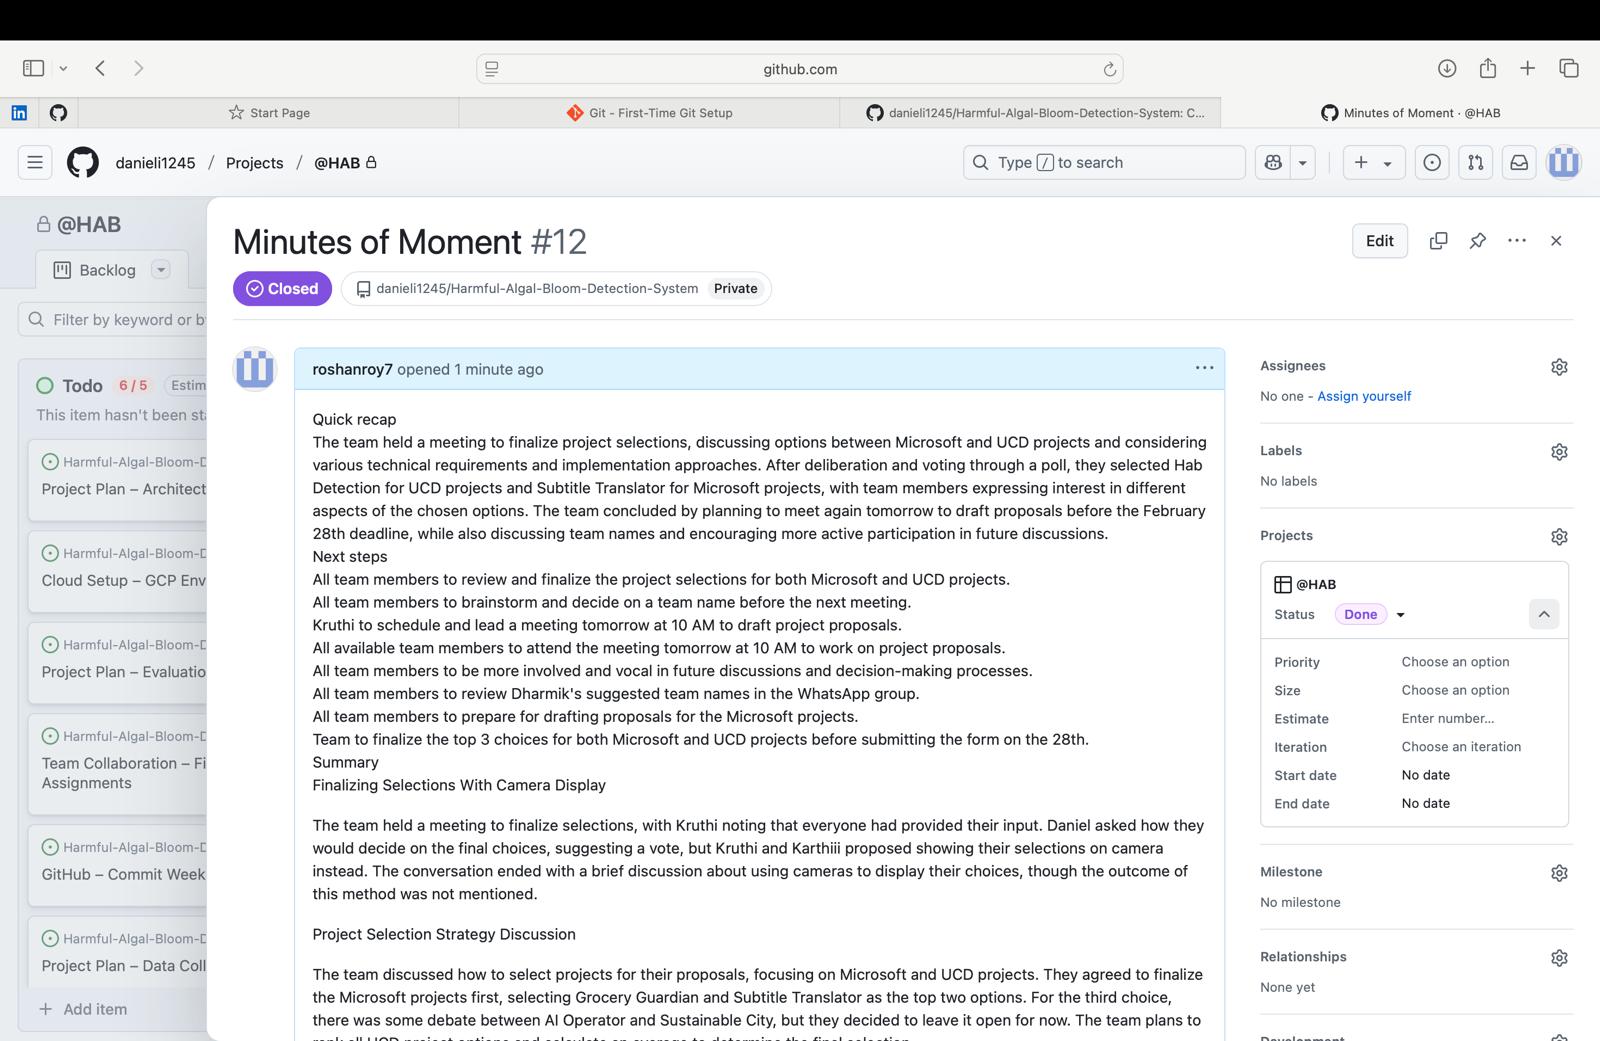 github.com
Start Page
Git - First-Time Git Setup
danieli1245/Harmful-Algal-Bloom-Detection-System: C...
Minutes of Moment · @HAB
danieli1245 / Projects / @HAB
Type / to search
@HAB
Backlog
Filter by keyword or b
Todo 6 / 5 Estim
This item hasn't been sta
Harmful-Algal-Bloom-D
Project Plan – Architect
Harmful-Algal-Bloom-D
Cloud Setup – GCP Env
Harmful-Algal-Bloom-D
Project Plan – Evaluatio
Harmful-Algal-Bloom-D
Team Collaboration – Fi
Assignments
Harmful-Algal-Bloom-D
GitHub – Commit Week
Harmful-Algal-Bloom-D
Project Plan – Data Coll
Add item
Minutes of Moment #12
Edit
Closed
danieli1245/Harmful-Algal-Bloom-Detection-System Private
roshanroy7 opened 1 minute ago
Quick recap
The team held a meeting to finalize project selections, discussing options between Microsoft and UCD projects and considering
various technical requirements and implementation approaches. After deliberation and voting through a poll, they selected Hab
Detection for UCD projects and Subtitle Translator for Microsoft projects, with team members expressing interest in different
aspects of the chosen options. The team concluded by planning to meet again tomorrow to draft proposals before the February
28th deadline, while also discussing team names and encouraging more active participation in future discussions.
Next steps
All team members to review and finalize the project selections for both Microsoft and UCD projects.
All team members to brainstorm and decide on a team name before the next meeting.
Kruthi to schedule and lead a meeting tomorrow at 10 AM to draft project proposals.
All available team members to attend the meeting tomorrow at 10 AM to work on project proposals.
All team members to be more involved and vocal in future discussions and decision-making processes.
All team members to review Dharmik's suggested team names in the WhatsApp group.
All team members to prepare for drafting proposals for the Microsoft projects.
Team to finalize the top 3 choices for both Microsoft and UCD projects before submitting the form on the 28th.
Summary
Finalizing Selections With Camera Display
The team held a meeting to finalize selections, with Kruthi noting that everyone had provided their input. Daniel asked how they
would decide on the final choices, suggesting a vote, but Kruthi and Karthiii proposed showing their selections on camera
instead. The conversation ended with a brief discussion about using cameras to display their choices, though the outcome of
this method was not mentioned.
Project Selection Strategy Discussion
The team discussed how to select projects for their proposals, focusing on Microsoft and UCD projects. They agreed to finalize
the Microsoft projects first, selecting Grocery Guardian and Subtitle Translator as the top two options. For the third choice,
there was some debate between AI Operator and Sustainable City, but they decided to leave it open for now. The team plans to
Assignees
No one - Assign yourself
Labels
No labels
Projects
@HAB
Status Done
Priority Choose an option
Size Choose an option
Estimate Enter number...
Iteration Choose an iteration
Start date No date
End date No date
Milestone
No milestone
Relationships
None yet